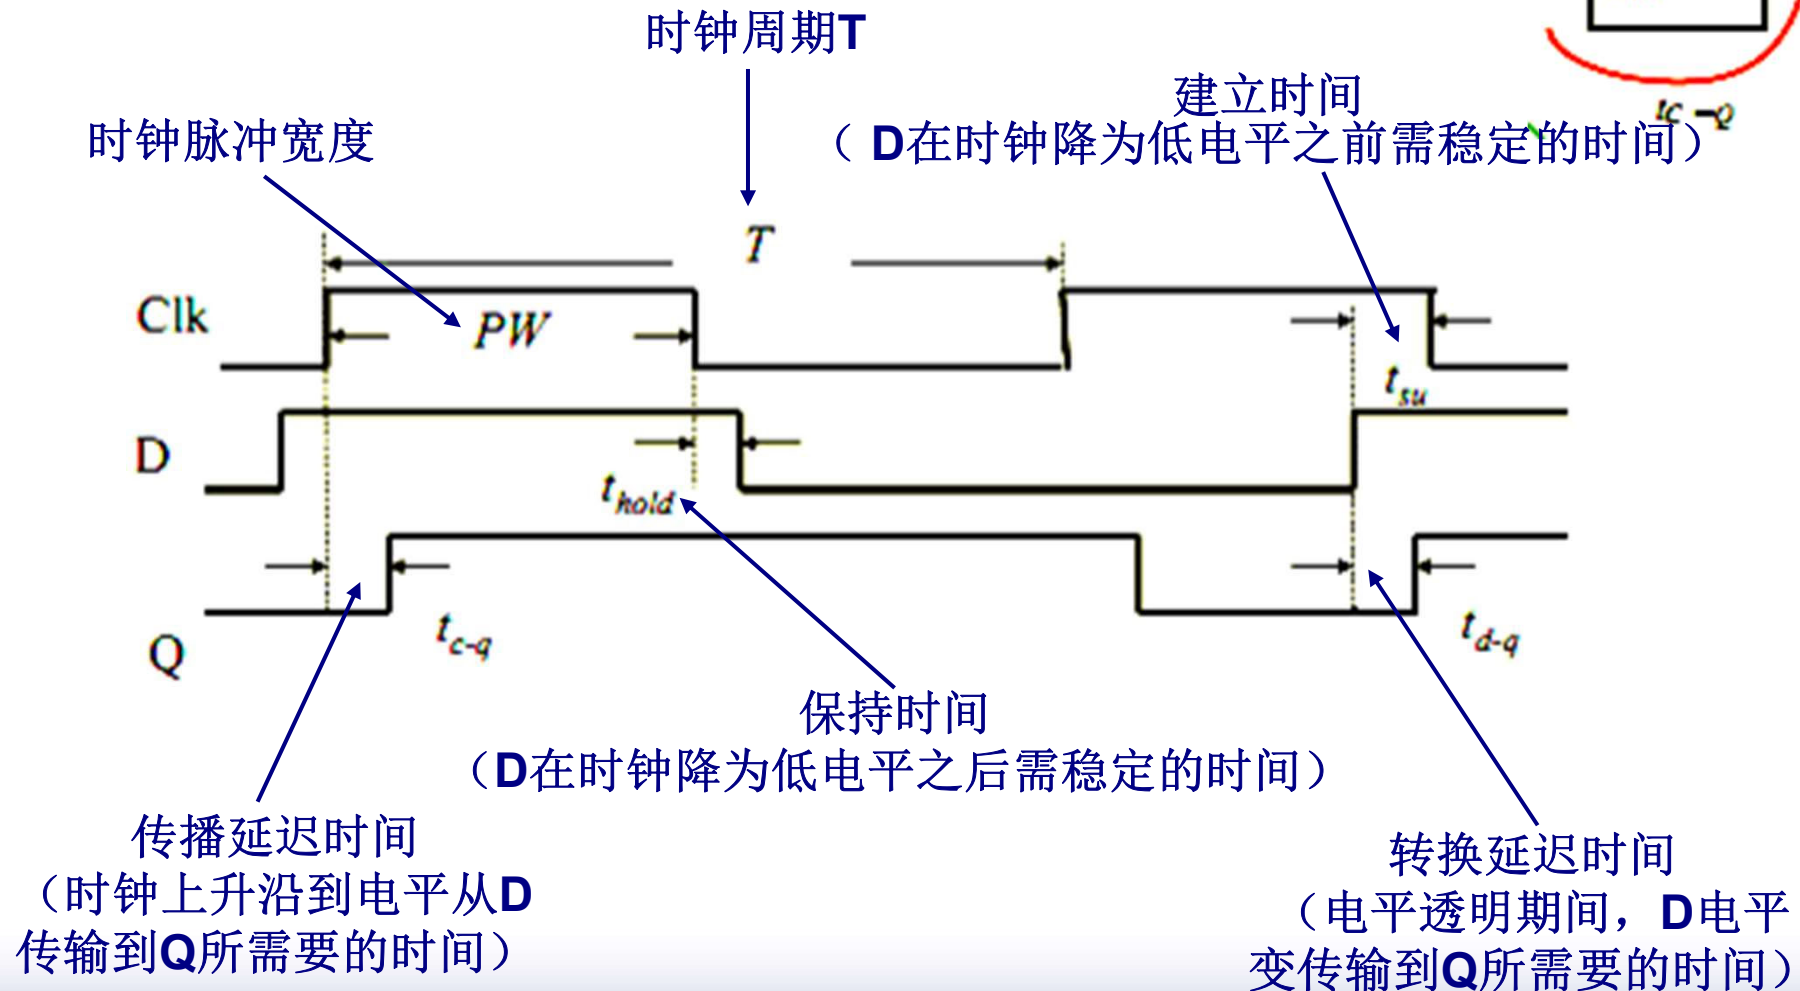 时钟周期T
建立时间
（ D在时钟降为低电平之前需稳定的时间）
tC-Q
时钟脉冲宽度
T
Clk
PW
tsu
D
thold
Q
tc-q
td-q
保持时间
（D在时钟降为低电平之后需稳定的时间）
传播延迟时间
（时钟上升沿到电平从D
传输到Q所需要的时间）
转换延迟时间
（电平透明期间，D电平
变传输到Q所需要的时间）